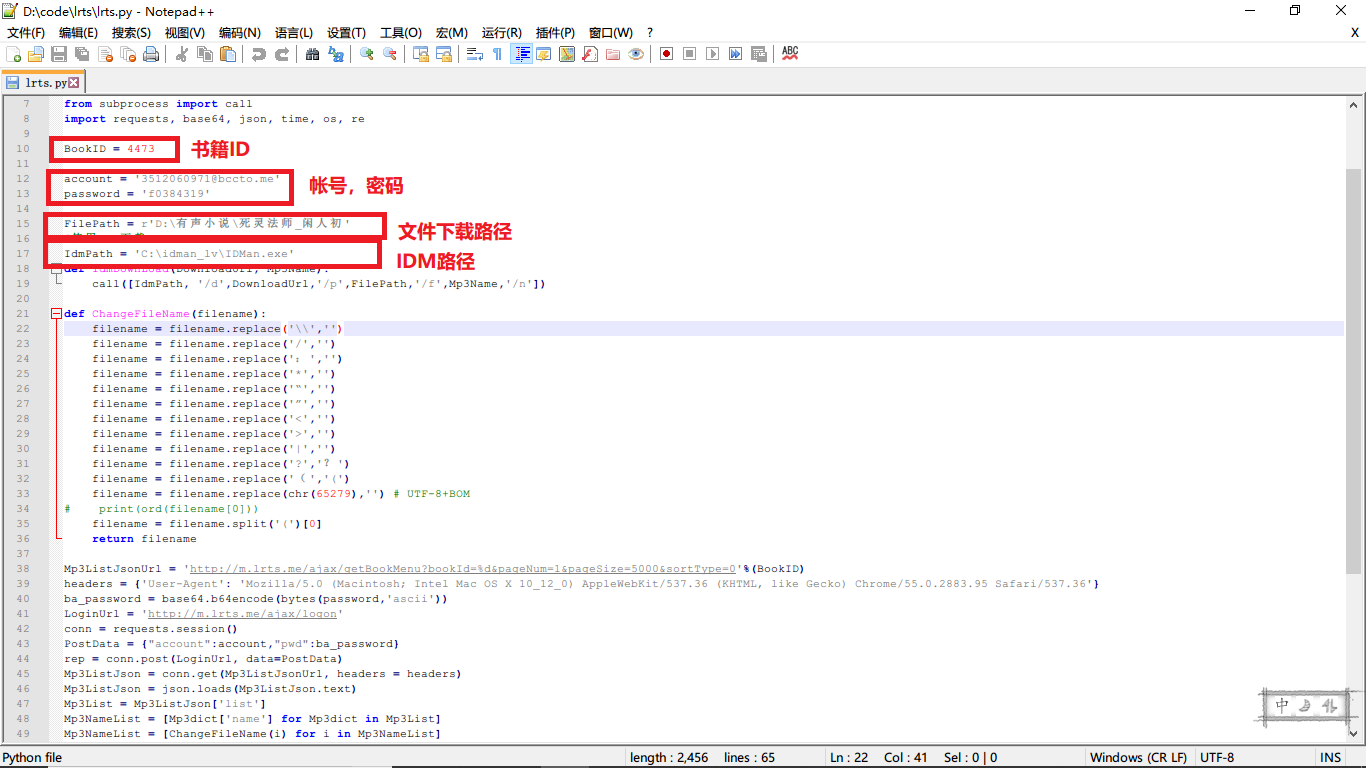 D:\code\lrts\lrts.py - Notepad++
文件(F) 编辑(E) 搜索(S) 视图(V) 编码(N) 语言(L) 设置(T) 工具(O) 宏(M) 运行(R) 插件(P) 窗口(W) ? X
ABC
lrts.py
7 from subprocess import call
8 import requests, base64, json, time, os, re
9
10 BookID = 4473 书籍ID
11
12 account = '3512060971@bccto.me'
13 password = 'f0384319' 帐号，密码
14
15 FilePath = r'D:\有声小说\死灵法师_闲人初' 文件下载路径
16
17 IdmPath = 'C:\idman_lv\IDMan.exe' IDM路径
18 def IdmDownLoad(DownloadUrl, Mp3Name):
19 call([IdmPath, '/d',DownloadUrl,'/p',FilePath,'/f',Mp3Name,'/n'])
20
21 def ChangeFileName(filename):
22 filename = filename.replace('\\','')
23 filename = filename.replace('/','')
24 filename = filename.replace('：','')
25 filename = filename.replace('*','')
26 filename = filename.replace('“','')
27 filename = filename.replace('”','')
28 filename = filename.replace('<','')
29 filename = filename.replace('>','')
30 filename = filename.replace('|','')
31 filename = filename.replace('?','？')
32 filename = filename.replace('（','(')
33 filename = filename.replace(chr(65279),'') # UTF-8+BOM
34 # print(ord(filename[0]))
35 filename = filename.split('(')[0]
36 return filename
37
38 Mp3ListJsonUrl = 'http://m.lrts.me/ajax/getBookMenu?bookId=%d&pageNum=1&pageSize=5000&sortType=0'%(BookID)
39 headers = {'User-Agent': 'Mozilla/5.0 (Macintosh; Intel Mac OS X 10_12_0) AppleWebKit/537.36 (KHTML, like Gecko) Chrome/55.0.2883.95 Safari/537.36'}
40 ba_password = base64.b64encode(bytes(password,'ascii'))
41 LoginUrl = 'http://m.lrts.me/ajax/logon'
42 conn = requests.session()
43 PostData = {"account":account,"pwd":ba_password}
44 rep = conn.post(LoginUrl, data=PostData)
45 Mp3ListJson = conn.get(Mp3ListJsonUrl, headers = headers)
46 Mp3ListJson = json.loads(Mp3ListJson.text)
47 Mp3List = Mp3ListJson['list']
48 Mp3NameList = [Mp3dict['name'] for Mp3dict in Mp3List]
49 Mp3NameList = [ChangeFileName(i) for i in Mp3NameList]
中
Python file length : 2,456 lines : 65 Ln : 22 Col : 41 Sel : 0 | 0 Windows (CR LF) UTF-8 INS